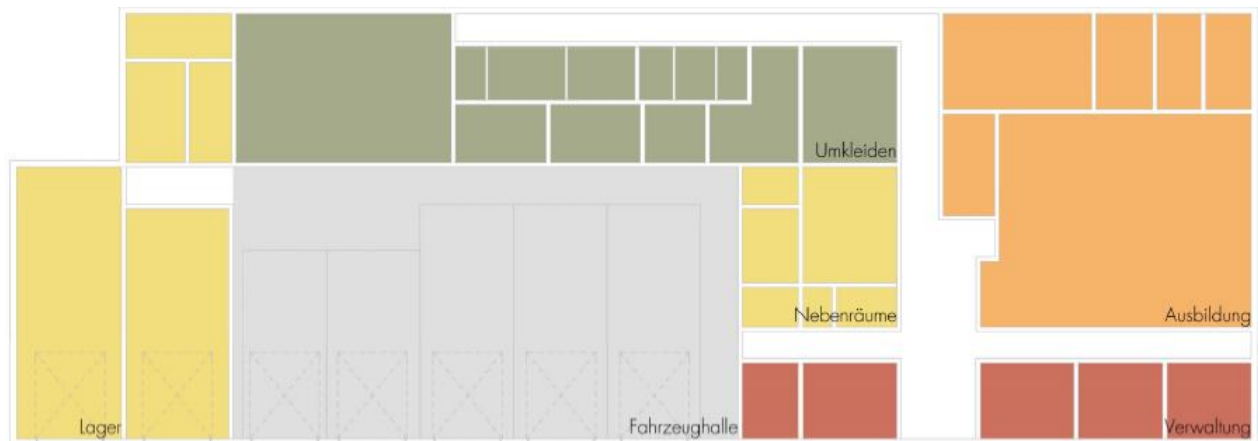 Umkleiden
Nebenräume
Ausbildung
Lager
Fahrzeughalle
Verwaltung